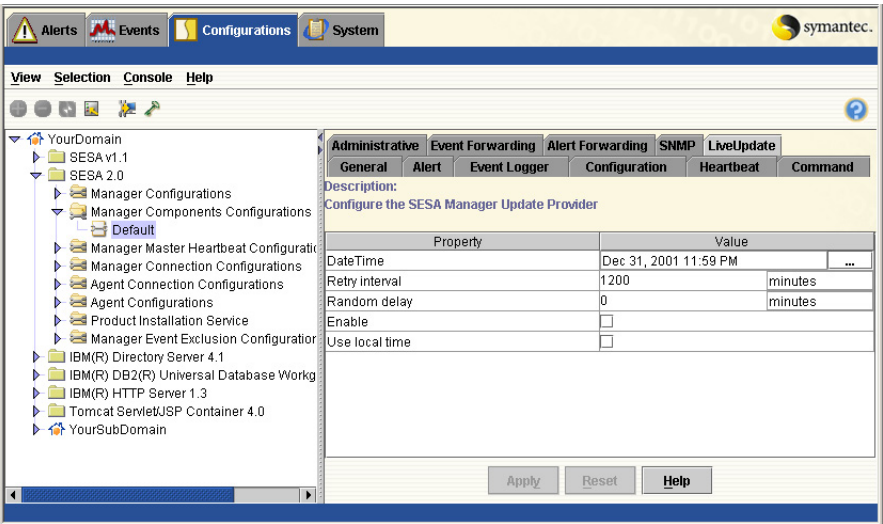 Alerts Events Configurations System symantec.
View Selection Console Help
YourDomain
SESA v1.1
SESA 2.0
Manager Configurations
Manager Components Configurations
Default
Manager Master Heartbeat Configuratio
Manager Connection Configurations
Agent Connection Configurations
Agent Configurations
Product Installation Service
Manager Event Exclusion Configuration
IBM(R) Directory Server 4.1
IBM(R) DB2(R) Universal Database Workg
IBM(R) HTTP Server 1.3
Tomcat Servlet/JSP Container 4.0
YourSubDomain
Administrative Event Forwarding Alert Forwarding SNMP LiveUpdate
General Alert Event Logger Configuration Heartbeat Command
Description:
Configure the SESA Manager Update Provider
Property Value
DateTime Dec 31, 2001 11:59 PM ...
Retry interval 1200 minutes
Random delay 0 minutes
Enable
Use local time
Apply Reset Help